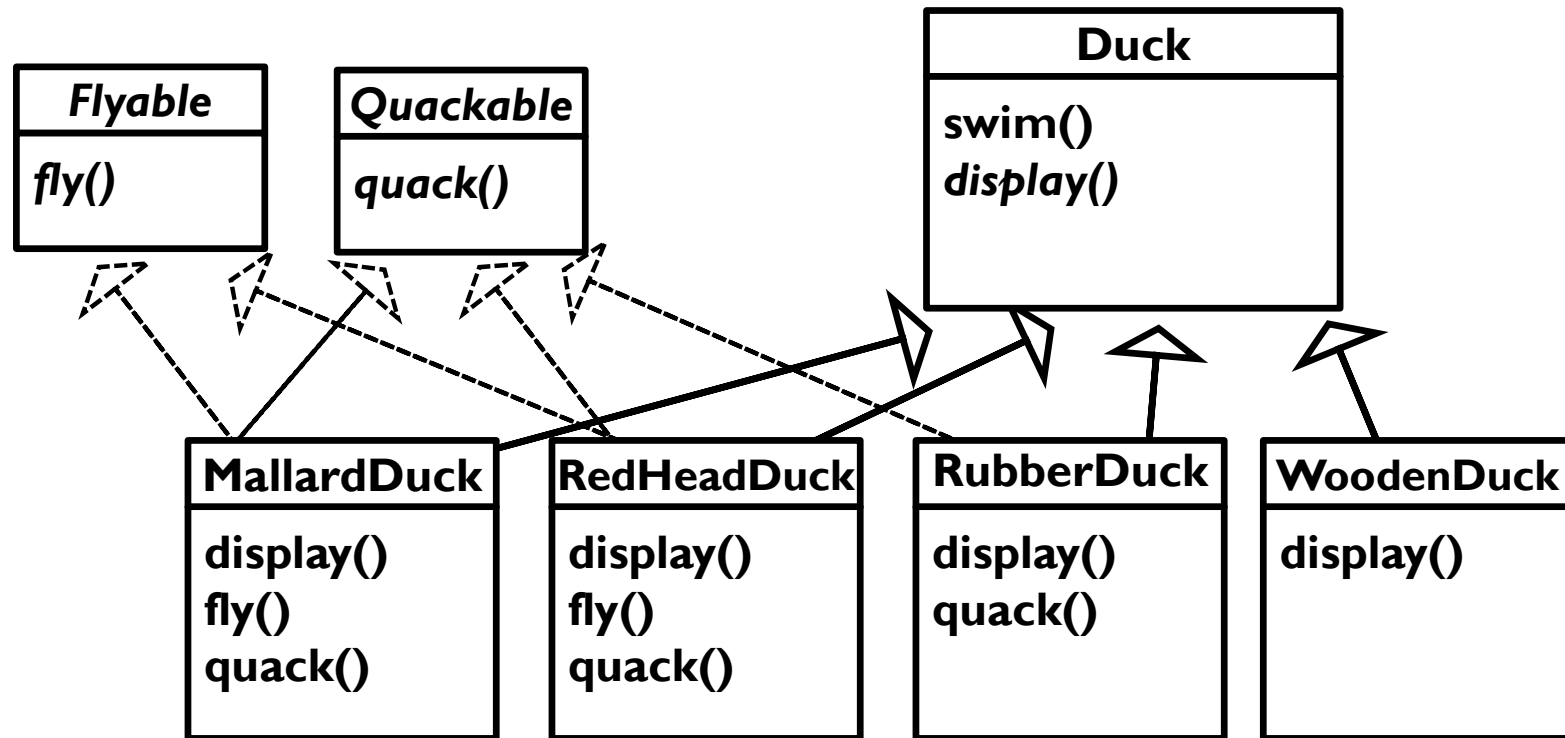 Flyable
fly()
Quackable
quack()
Duck
swim()
display()
MallardDuck
display()
fly()
quack()
RedHeadDuck
display()
fly()
quack()
RubberDuck
display()
quack()
WoodenDuck
display()